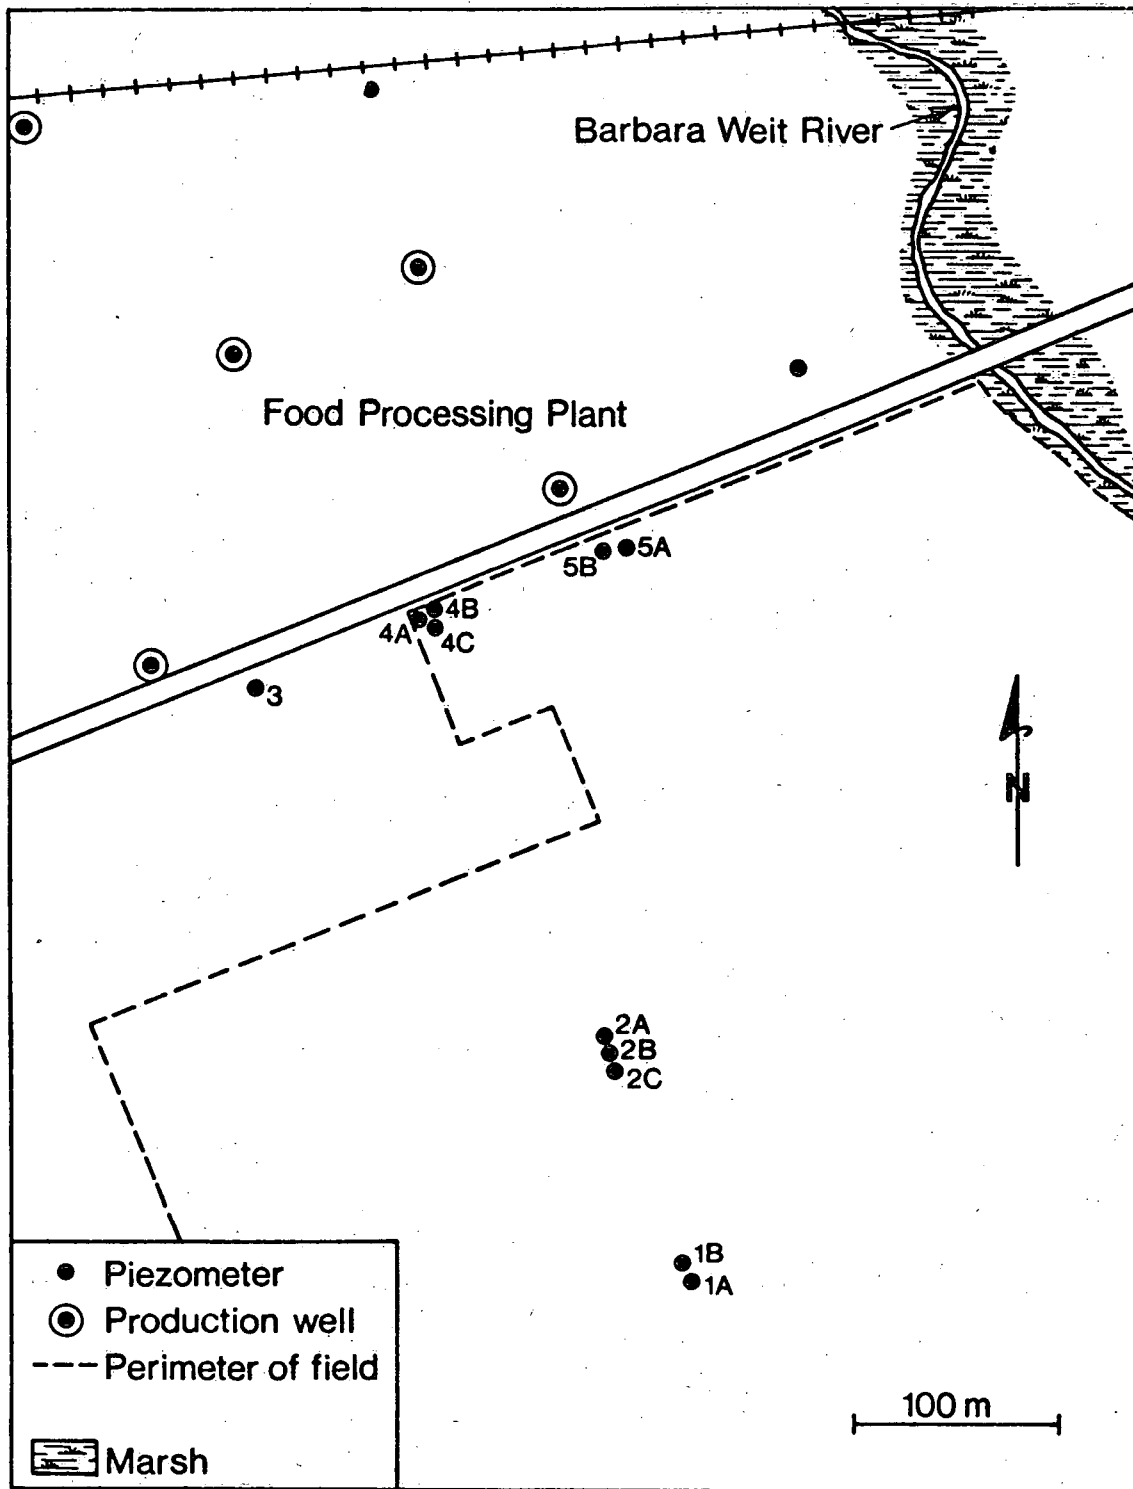 Barbara Weit River
Food Processing Plant
5A
5B
4B
4A
4C
3
N
2A
2B
2C
1B
1A
Piezometer
Production well
Perimeter of field
Marsh
100 m